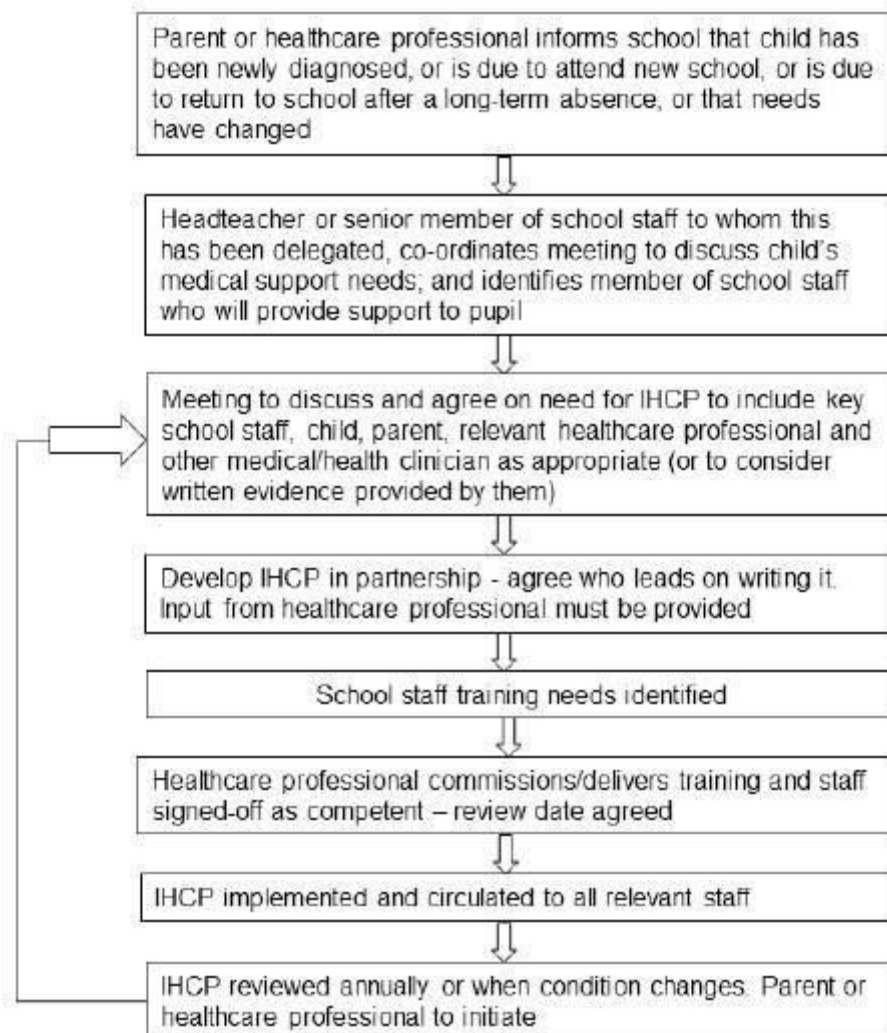 Parent or healthcare professional informs school that child has
been newly diagnosed, or is due to attend new school, or is due
to return to school after a long-term absence, or that needs
have changed
Headteacher or senior member of school staff to whom this
has been delegated, co-ordinates meeting to discuss child's
medical support needs; and identifies member of school staff
who will provide support to pupil
Meeting to discuss and agree on need for IHCP to include key
school staff, child, parent, relevant healthcare professional and
other medical/health clinician as appropriate (or to consider
written evidence provided by them)
Develop IHCP in partnership - agree who leads on writing it.
Input from healthcare professional must be provided
School staff training needs identified
Healthcare professional commissions/delivers training and staff
signed-off as competent – review date agreed
IHCP implemented and circulated to all relevant staff
IHCP reviewed annually or when condition changes. Parent or
healthcare professional to initiate